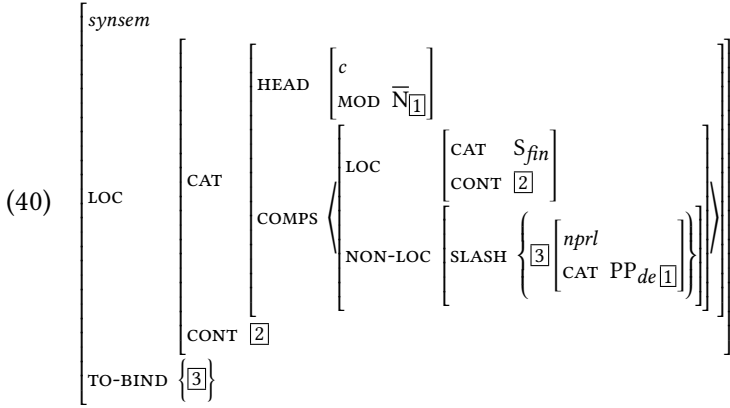 synsem
HEAD c
MOD N̅ 1
LOC CAT S fin
CONT 2
(40) LOC CAT COMPS
NON-LOC SLASH 3 nprl
CAT PP de 1
CONT 2
TO-BIND {3}